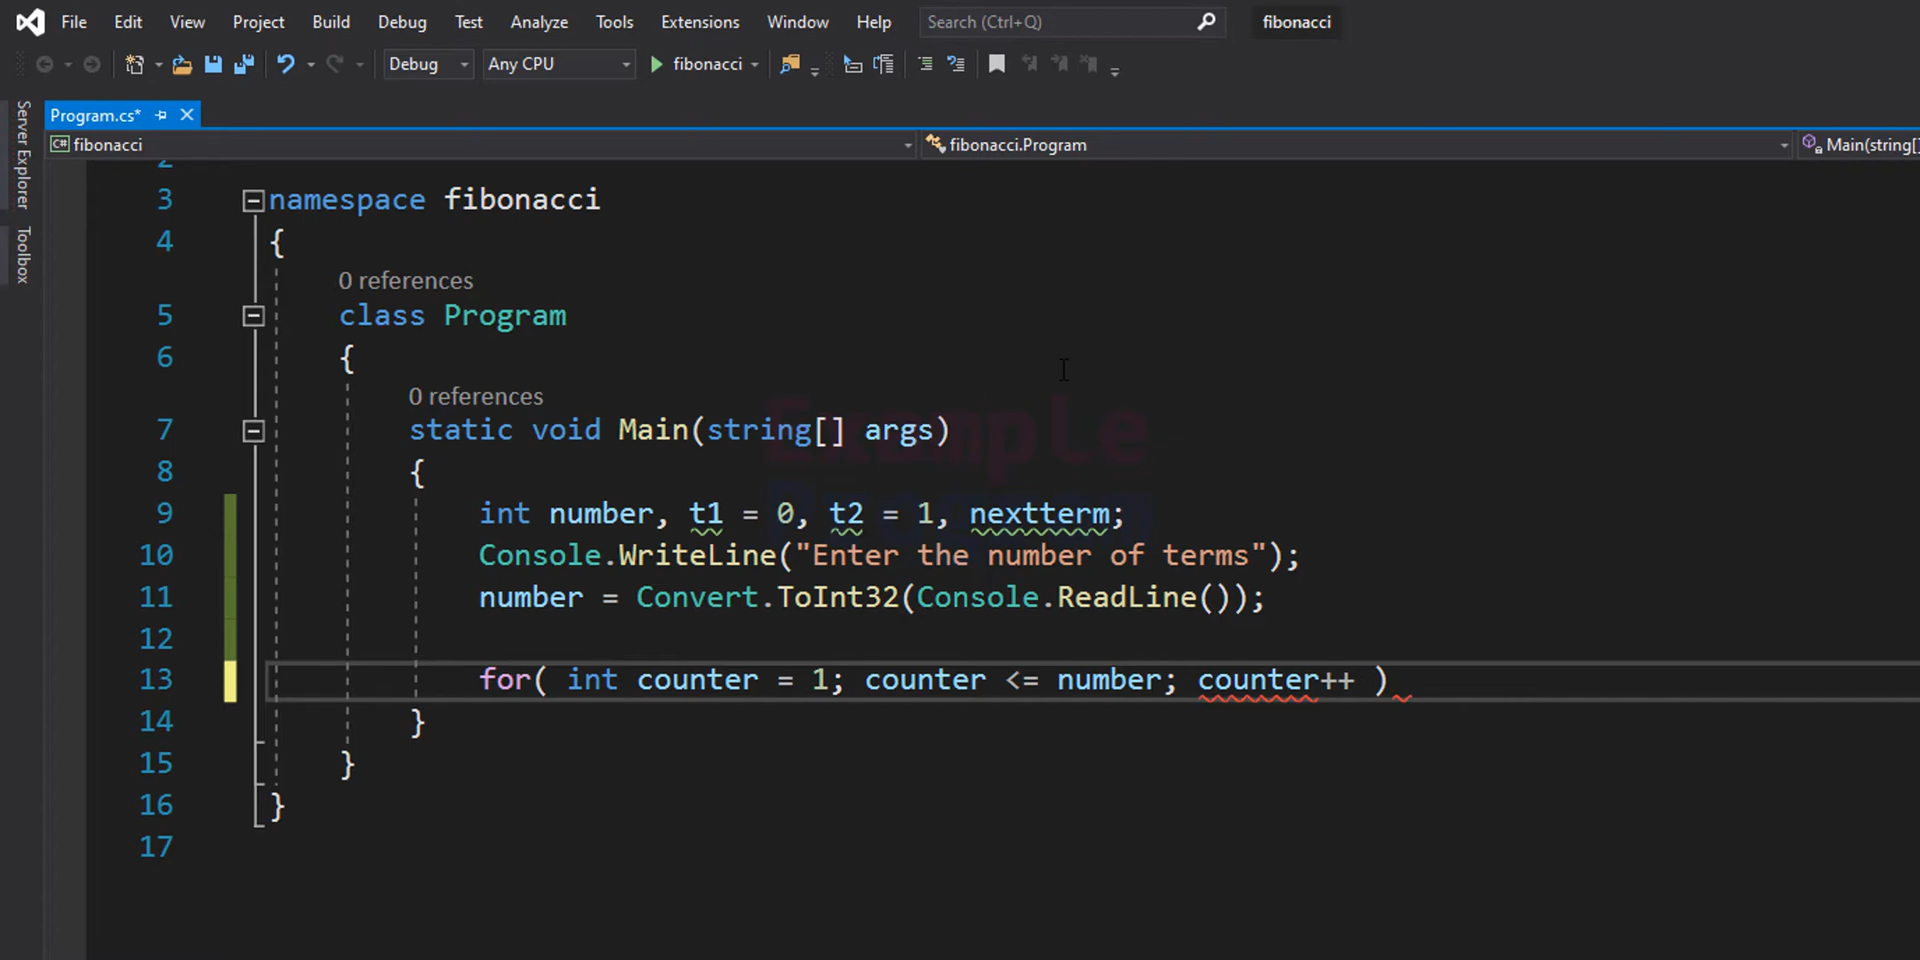 File Edit View Project Build Debug Test Analyze Tools Extensions Window Help Search (Ctrl+Q) fibonacci
Debug Any CPU fibonacci
Server Explorer
Toolbox
Program.cs*
C# fibonacci fibonacci.Program Main(string[]
2
3 namespace fibonacci
4 {
0 references
5 class Program
6 {
0 references
7 static void Main(string[] args)
8 {
9 int number, t1 = 0, t2 = 1, nextterm;
10 Console.WriteLine("Enter the number of terms");
11 number = Convert.ToInt32(Console.ReadLine());
12
13 for( int counter = 1; counter <= number; counter++ )
14 }
15 }
16 }
17
Example
Program